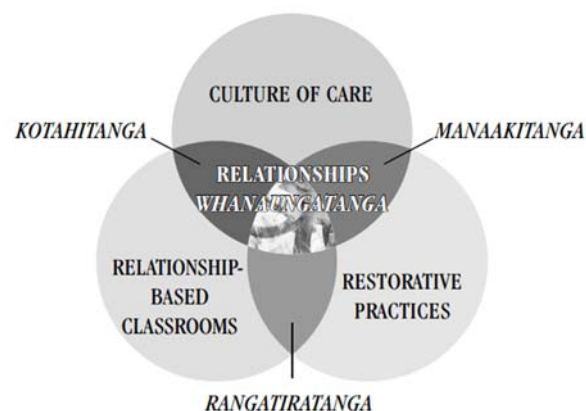 CULTURE OF CARE
KOTAHITANGA
MANAAKITANGA
RELATIONSHIPS
WHANAUNGATANGA
RELATIONSHIP-
BASED
CLASSROOMS
RESTORATIVE
PRACTICES
RANGATIRATANGA